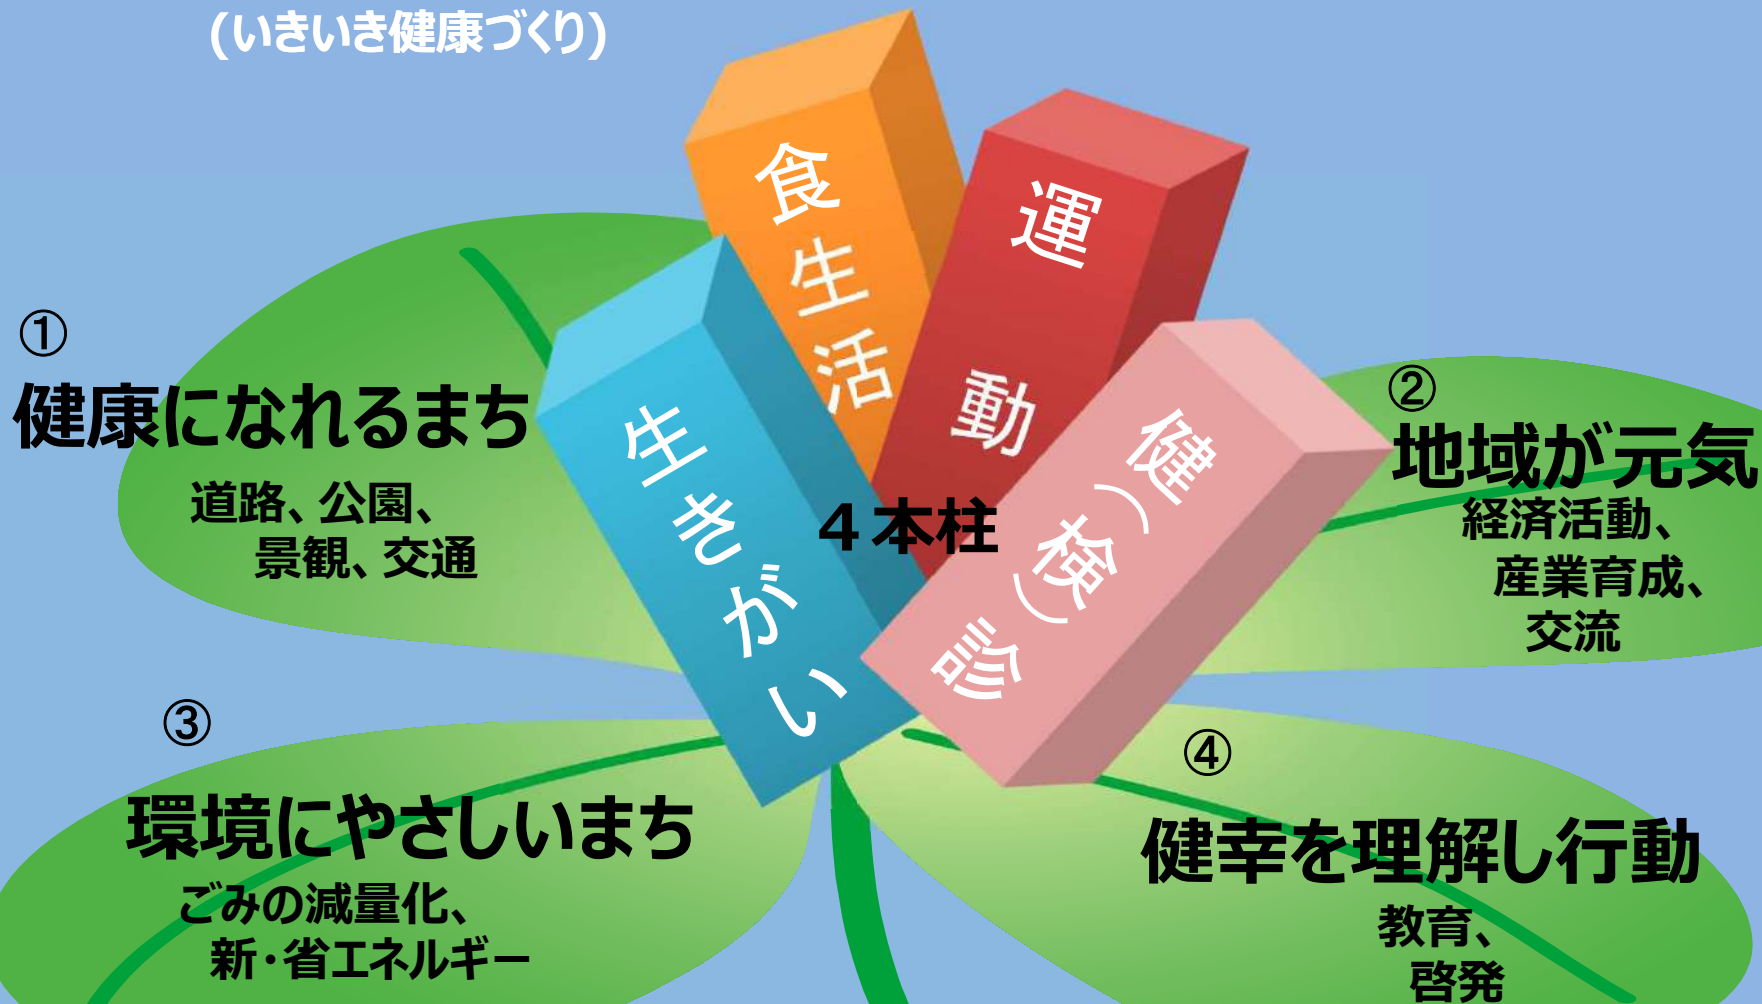 (いきいき健康づくり)
食生活
運動
生きがい
健(検)診
4本柱
①
健康になれるまち
道路、公園、
景観、交通
②
地域が元気
経済活動、
産業育成、
交流
③
環境にやさしいまち
ごみの減量化、
新・省エネルギー
④
健幸を理解し行動
教育、
啓発